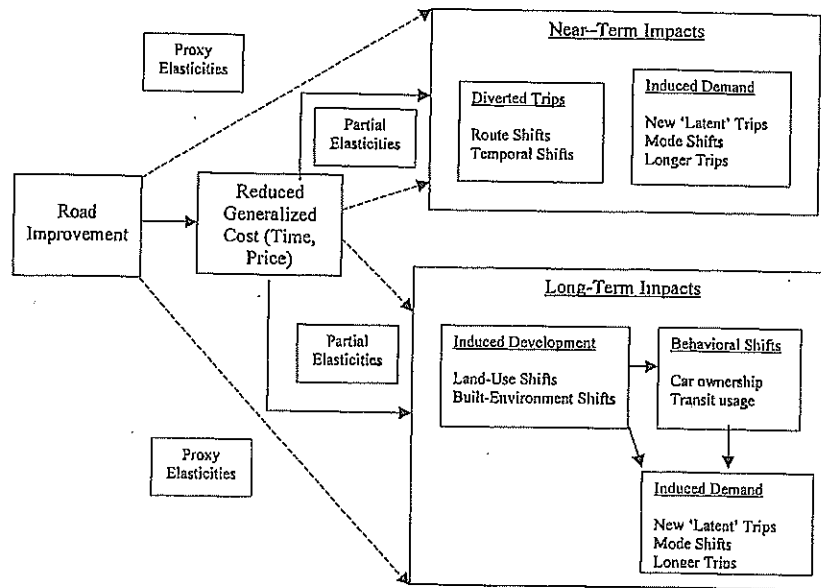 Proxy
Elasticities
Near-Term Impacts
Diverted Trips
Route Shifts
Temporal Shifts
Induced Demand
New 'Latent' Trips
Mode Shifts
Longer Trips
Partial
Elasticities
Road
Improvement
Reduced
Generalized
Cost (Time,
Price)
Long-Term Impacts
Partial
Elasticities
Induced Development
Land-Use Shifts
Built-Environment Shifts
Behavioral Shifts
Car ownership
Transit usage
Proxy
Elasticities
Induced Demand
New 'Latent' Trips
Mode Shifts
Longer Trips